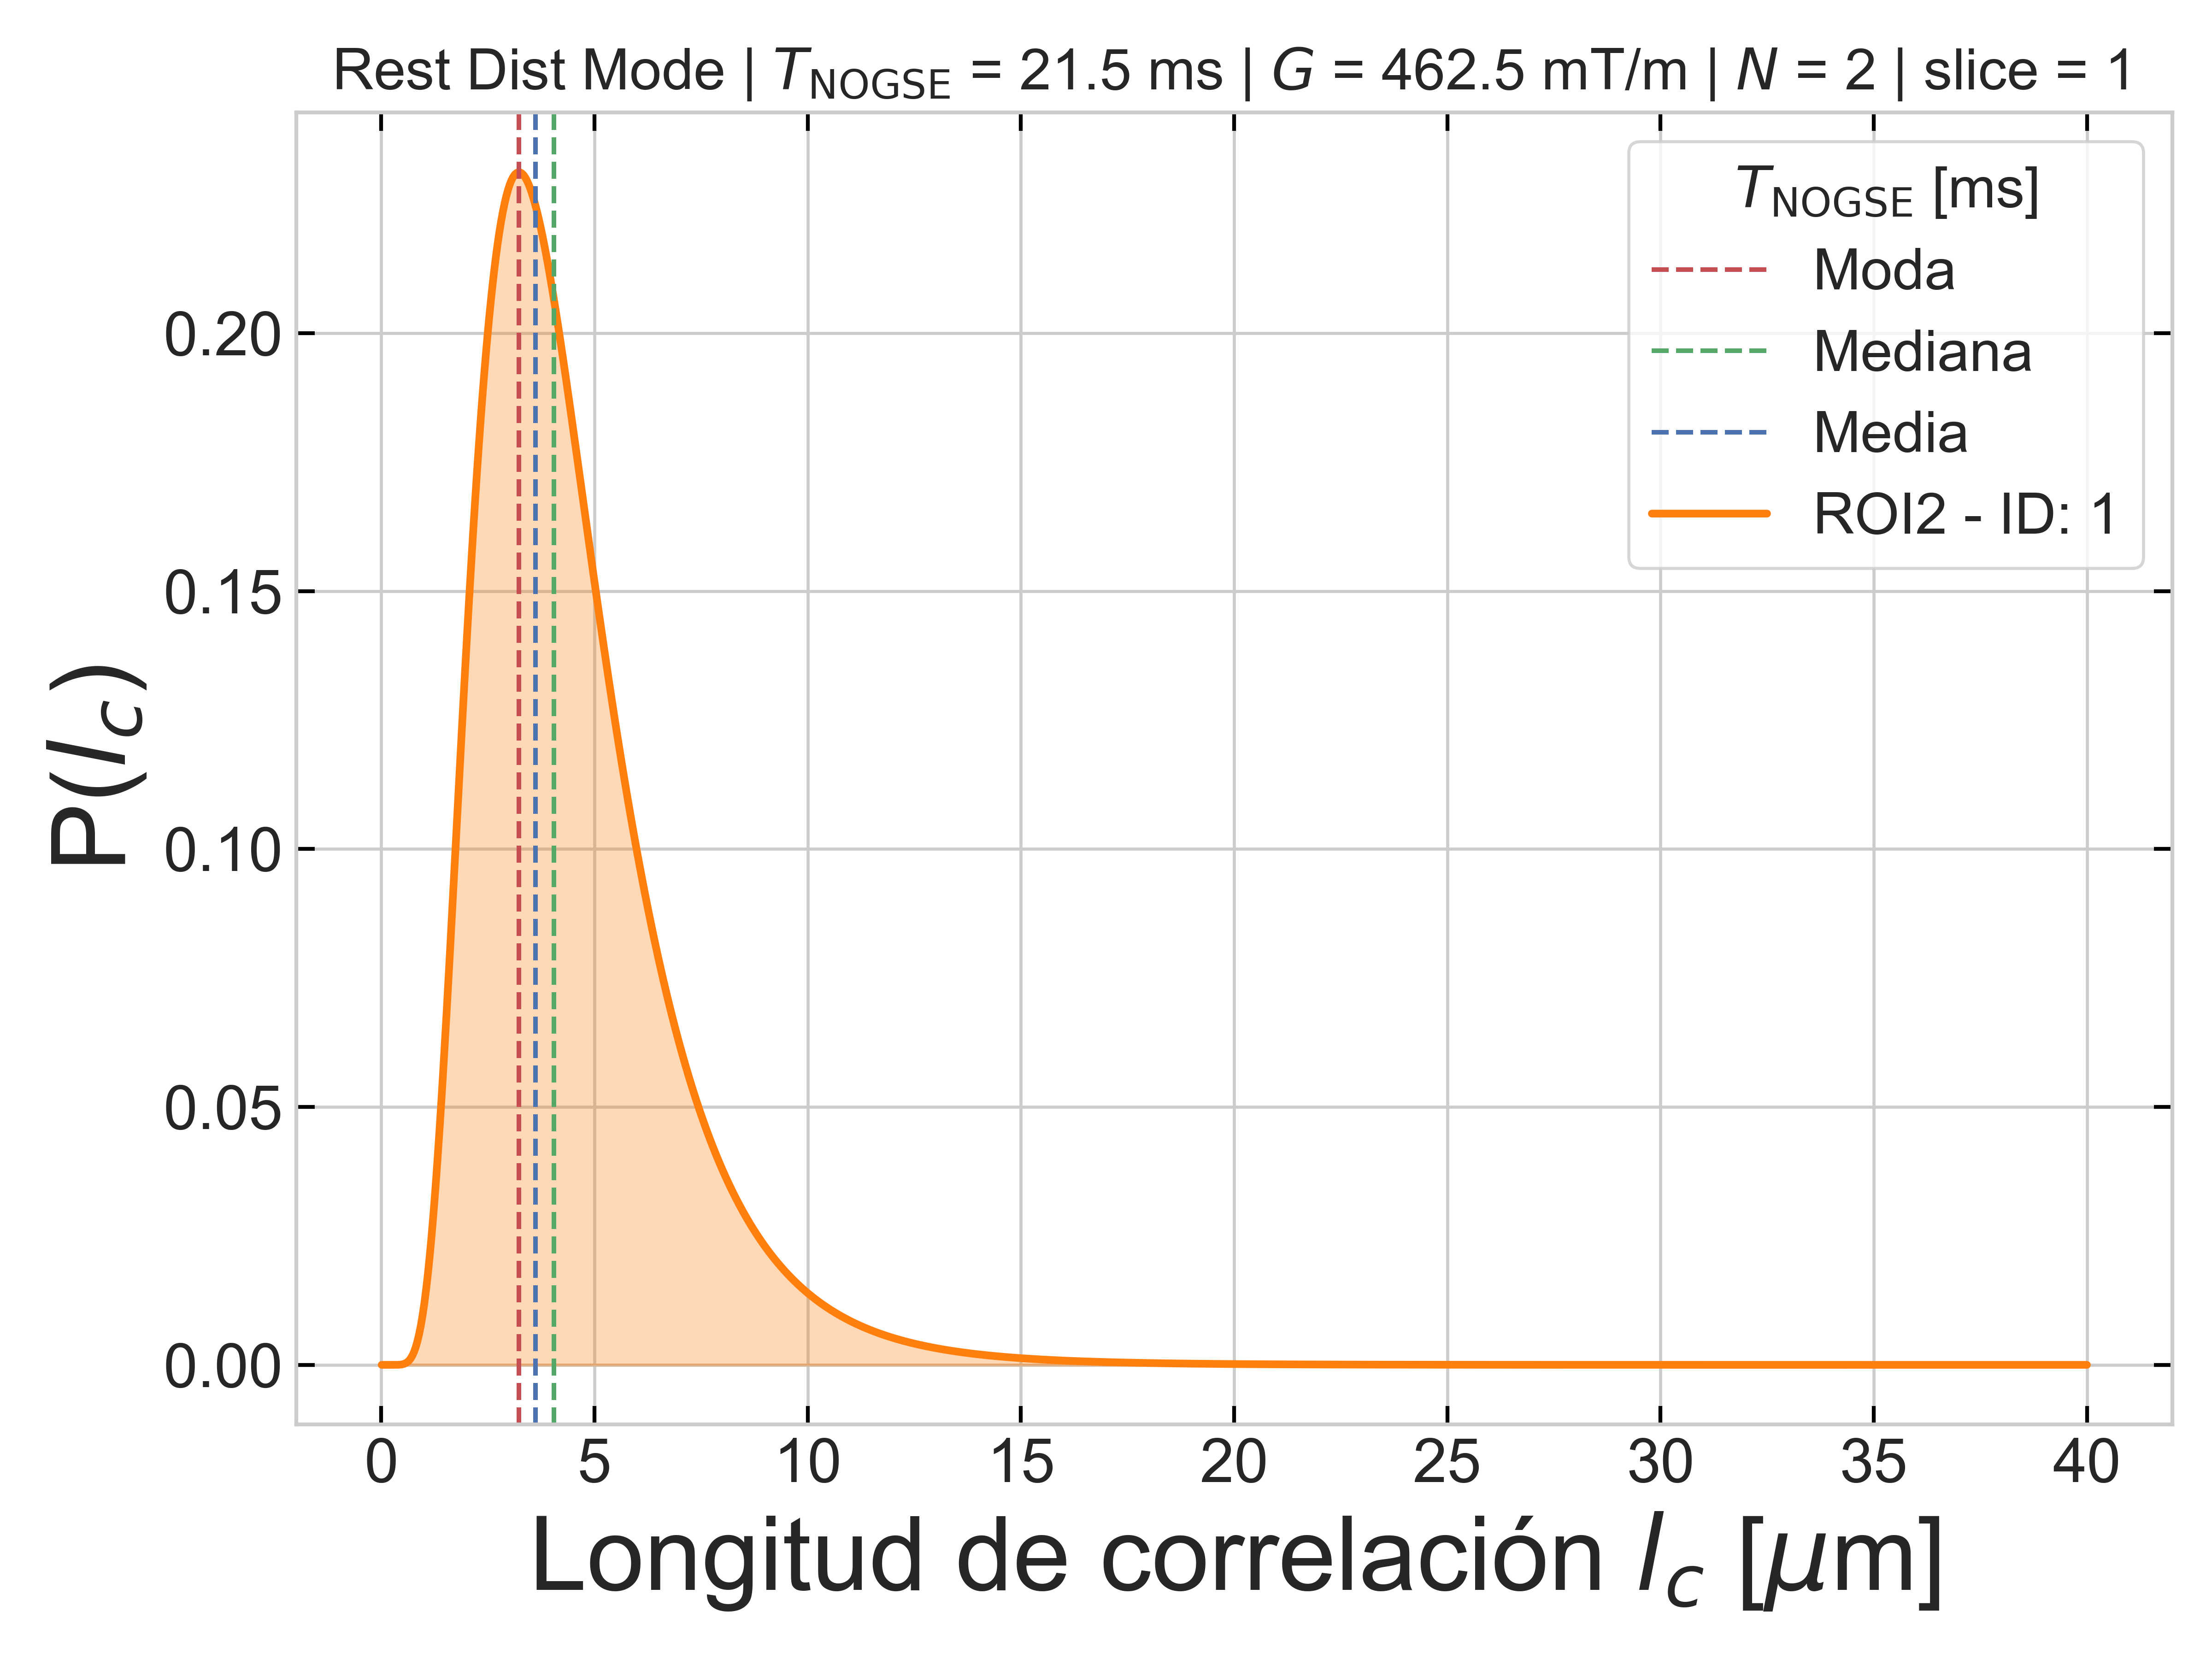 Rest Dist Mode | T_NOGSE = 21.5 ms | G = 462.5 mT/m | N = 2 | slice = 1
T_NOGSE [ms]
Moda
Mediana
Media
ROI2 - ID: 1
P(l_c)
0.20
0.15
0.10
0.05
0.00
0 5 10 15 20 25 30 35 40
Longitud de correlación l_c [μm]